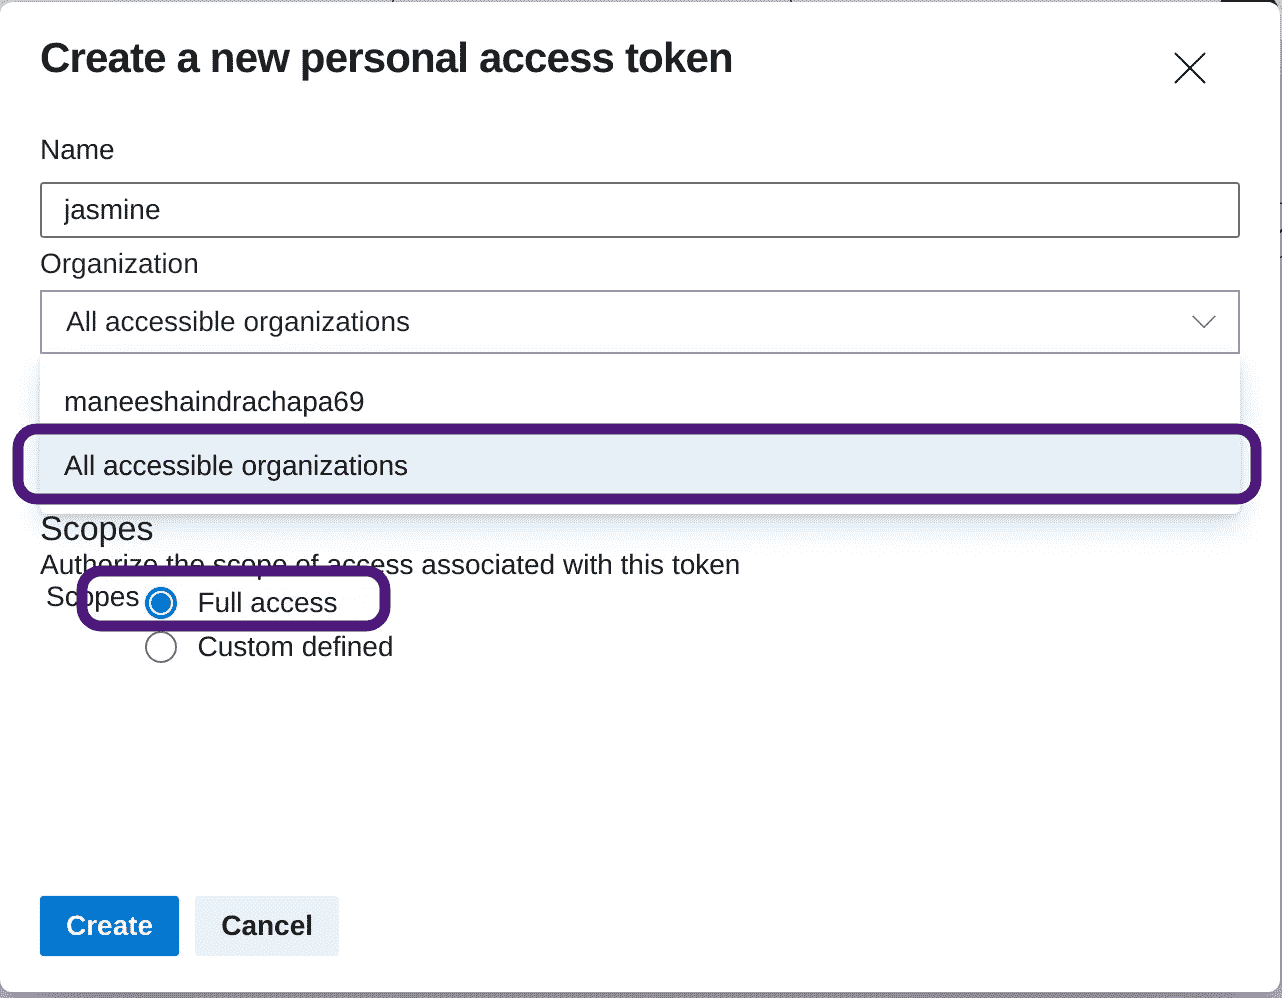 Create a new personal access token
Name
jasmine
Organization
All accessible organizations
maneeshaindrachapa69
All accessible organizations
Scopes
Authorize the scope of access associated with this token
Scopes
Full access
Custom defined
Create
Cancel